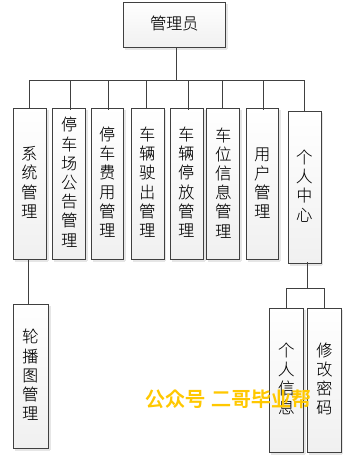 管理员
系统管理
停车场公告管理
停车费用管理
车辆驶出管理
车辆停放管理
车位信息管理
用户管理
个人中心
轮播图管理
个人信息
修改密码
公众号 二哥毕业帮